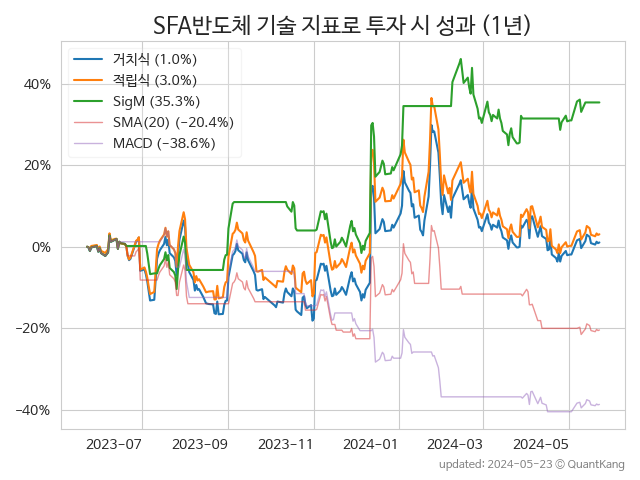 SFA반도체 기술 지표로 투자 시 성과 (1년)
거치식 (1.0%)
적립식 (3.0%)
SigM (35.3%)
SMA(20) (−20.4%)
MACD (−38.6%)
40%
20%
0%
−20%
−40%
2023-07 2023-09 2023-11 2024-01 2024-03 2024-05
updated: 2024-05-23 ⓒ QuantKang